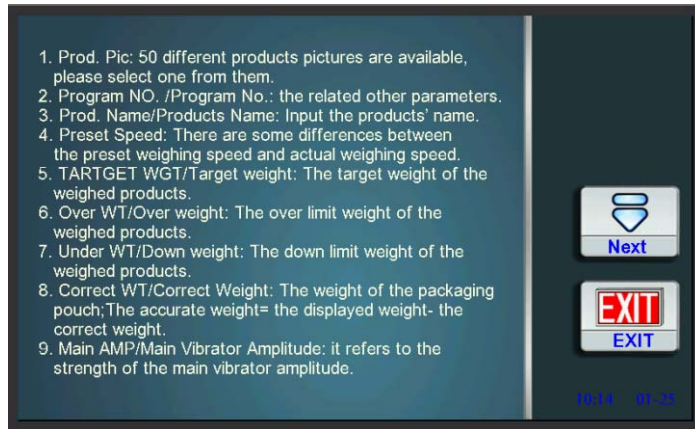 1. Prod. Pic: 50 different products pictures are available,
please select one from them.
2. Program NO. /Program No.: the related other parameters.
3. Prod. Name/Products Name: Input the products' name.
4. Preset Speed: There are some differences between
the preset weighing speed and actual weighing speed.
5. TARTGET WGT/Target weight: The target weight of the
weighed products.
6. Over WT/Over weight: The over limit weight of the
weighed products.
7. Under WT/Down weight: The down limit weight of the
weighed products.
8. Correct WT/Correct Weight: The weight of the packaging
pouch;The accurate weight= the displayed weight- the
correct weight.
9. Main AMP/Main Vibrator Amplitude: it refers to the
strength of the main vibrator amplitude.
Next
EXIT
EXIT
10:14 01-25